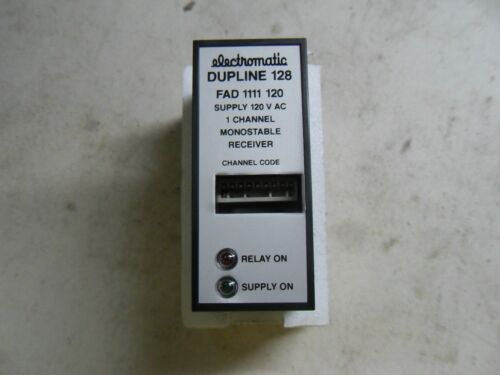 electromatic
DUPLINE 128
FAD 1111 120
SUPPLY 120 V AC
1 CHANNEL
MONOSTABLE
RECEIVER
CHANNEL CODE
RELAY ON
SUPPLY ON